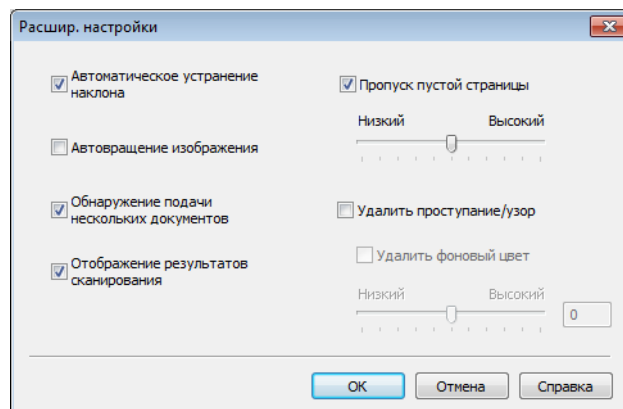 Расшир. настройки
Автоматическое устранение
наклона
Автовращение изображения
Обнаружение подачи
нескольких документов
Отображение результатов
сканирования
Пропуск пустой страницы
Низкий Высокий
Удалить проступание/узор
Удалить фоновый цвет
Низкий Высокий
0
OK Отмена Справка